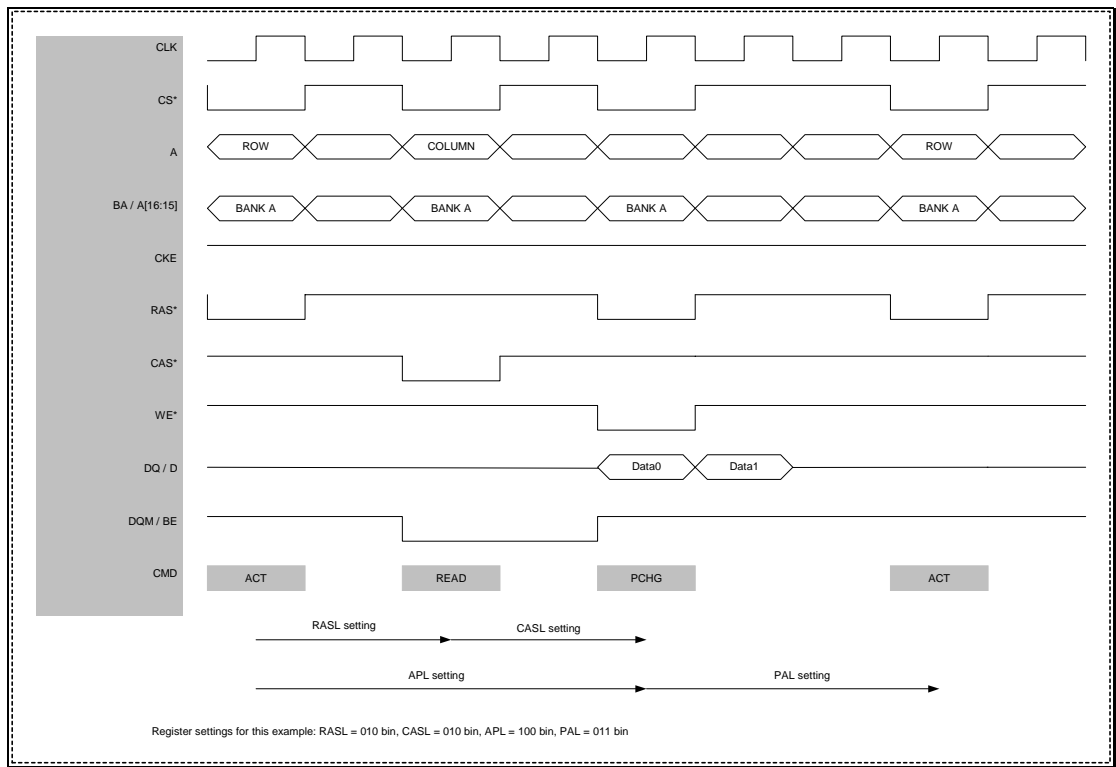 CLK
CS*
A ROW COLUMN ROW
BA / A[16:15] BANK A BANK A BANK A BANK A
CKE
RAS*
CAS*
WE*
DQ / D Data0 Data1
DQM / BE
CMD ACT READ PCHG ACT
RASL setting CASL setting
APL setting PAL setting
Register settings for this example: RASL = 010 bin, CASL = 010 bin, APL = 100 bin, PAL = 011 bin